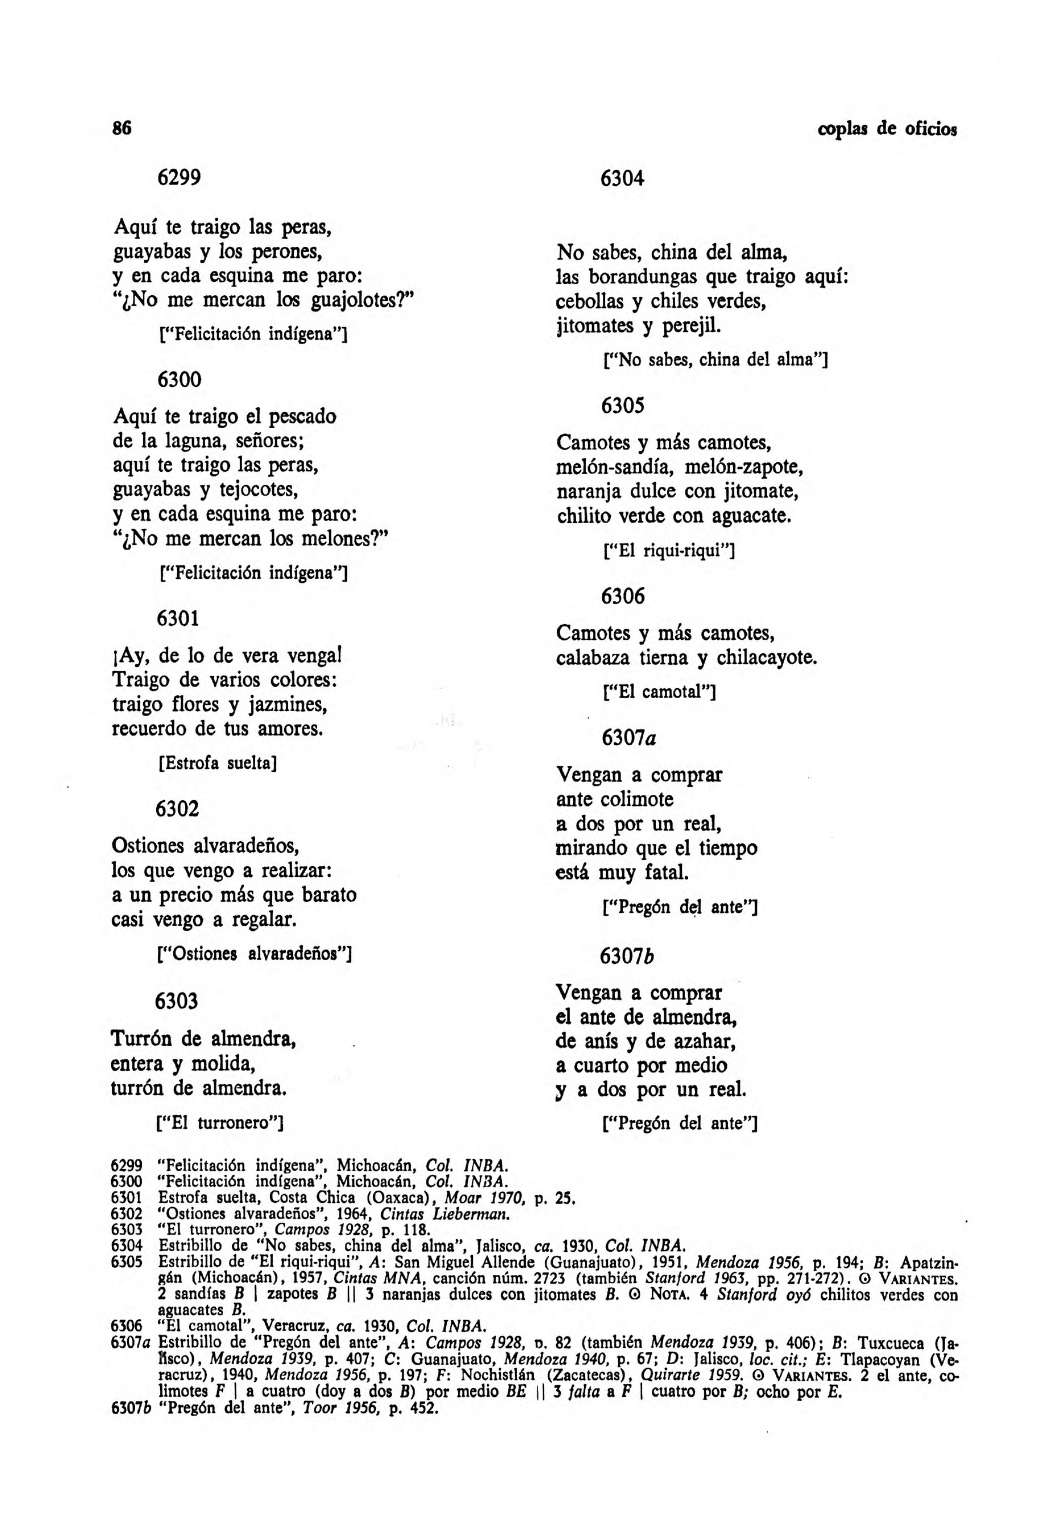 86
coplas de oficios
6299
Aquí te traigo las peras,
guayabas y los perones,
y en cada esquina me paro:
“¿No me mercan los guajolotes?”
[“Felicitación indígena”]
6300
Aquí te traigo el pescado
de la laguna, señores;
aquí te traigo las peras,
guayabas y tejocotes,
y en cada esquina me paro:
“¿No me mercan los melones?”
[“Felicitación indígena”]
6301
¡Ay, de lo de vera venga!
Traigo de varios colores:
traigo flores y jazmines,
recuerdo de tus amores.
[Estrofa suelta]
6302
Ostiones alvaradeños,
los que vengo a realizar:
a un precio más que barato
casi vengo a regalar.
[“Ostiones alvaradeños”]
6303
Turrón de almendra,
entera y molida,
turrón de almendra.
[“El turronero”]
6304
No sabes, china del alma,
las borandungas que traigo aquí:
cebollas y chiles verdes,
jitomates y perejil.
[“No sabes, china del alma”]
6305
Camotes y más camotes,
melón-sandía, melón-zapote,
naranja dulce con jitomate,
chilito verde con aguacate.
[“El riqui-riqui”]
6306
Camotes y más camotes,
calabaza tierna y chilacayote.
[“El camotal”]
6307a
Vengan a comprar
ante colimote
a dos por un real,
mirando que el tiempo
está muy fatal.
[“Pregón del ante”]
6307b
Vengan a comprar
el ante de almendra,
de anís y de azahar,
a cuarto por medio
y a dos por un real.
[“Pregón del ante”]
6299 “Felicitación indígena”, Michoacán, Col. INBA.
6300 “Felicitación indígena”, Michoacán, Col. INBA.
6301 Estrofa suelta, Costa Chica (Oaxaca), Moar 1970, p. 25.
6302 “Ostiones alvaradeños”, 1964, Cintas Lieberman.
6303 “El turronero”, Campos 1928, p. 118.
6304 Estribillo de “No sabes, china del alma”, Jalisco, ca. 1930, Col. INBA.
6305 Estribillo de “El riqui-riqui”, A: San Miguel Allende (Guanajuato), 1951, Mendoza 1956, p. 194; B: Apatzin-
gán (Michoacán), 1957, Cintas MNA, canción núm. 2723 (también Stanford 1963, pp. 271-272). ⊙ VARIANTES.
2 sandías B | zapotes B || 3 naranjas dulces con jitomates B. ⊙ NOTA. 4 Stanford oyó chilitos verdes con
aguacates B.
6306 “El camotal”, Veracruz, ca. 1930, Col. INBA.
6307a Estribillo de “Pregón del ante”, A: Campos 1928, p. 82 (también Mendoza 1939, p. 406); B: Tuxcueca (Ja-
lisco), Mendoza 1939, p. 407; C: Guanajuato, Mendoza 1940, p. 67; D: Jalisco, loc. cit.; E: Tlapacoyan (Ve-
racruz), 1940, Mendoza 1956, p. 197; F: Nochistlán (Zacatecas), Quirarte 1959. ⊙ VARIANTES. 2 el ante, co-
limotes F | a cuatro (doy a dos B) por medio BE || 3 falta a F | cuatro por B; ocho por E.
6307b “Pregón del ante”, Toor 1956, p. 452.